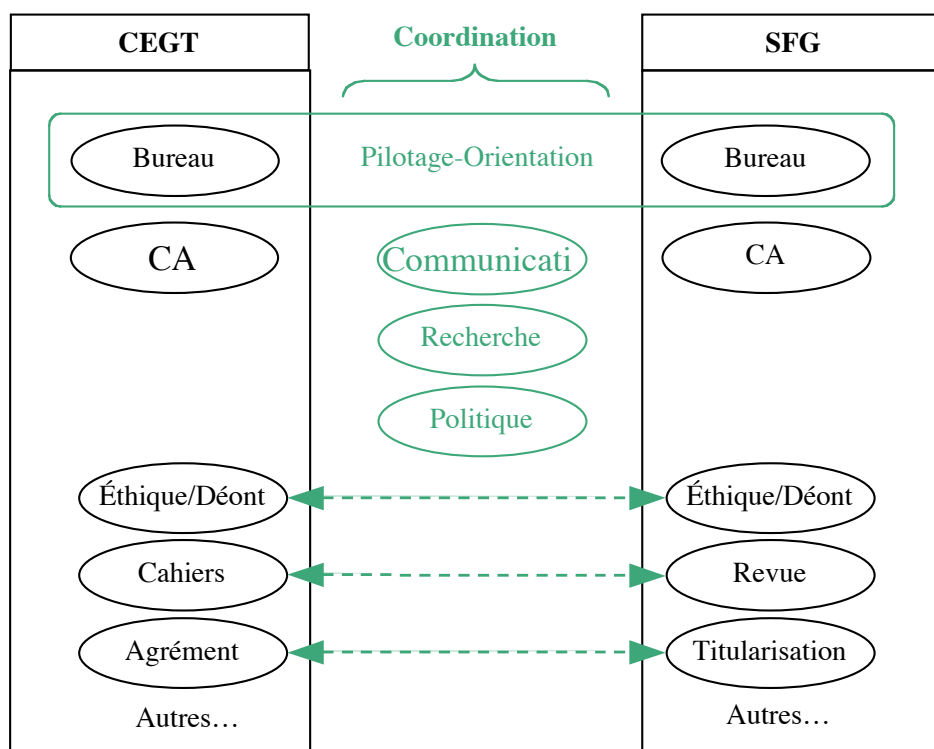 CEGT
Coordination
SFG
Bureau
Pilotage-Orientation
Bureau
CA
Communicati
CA
Recherche
Politique
Éthique/Déont
Éthique/Déont
Cahiers
Revue
Agrément
Titularisation
Autres…
Autres…